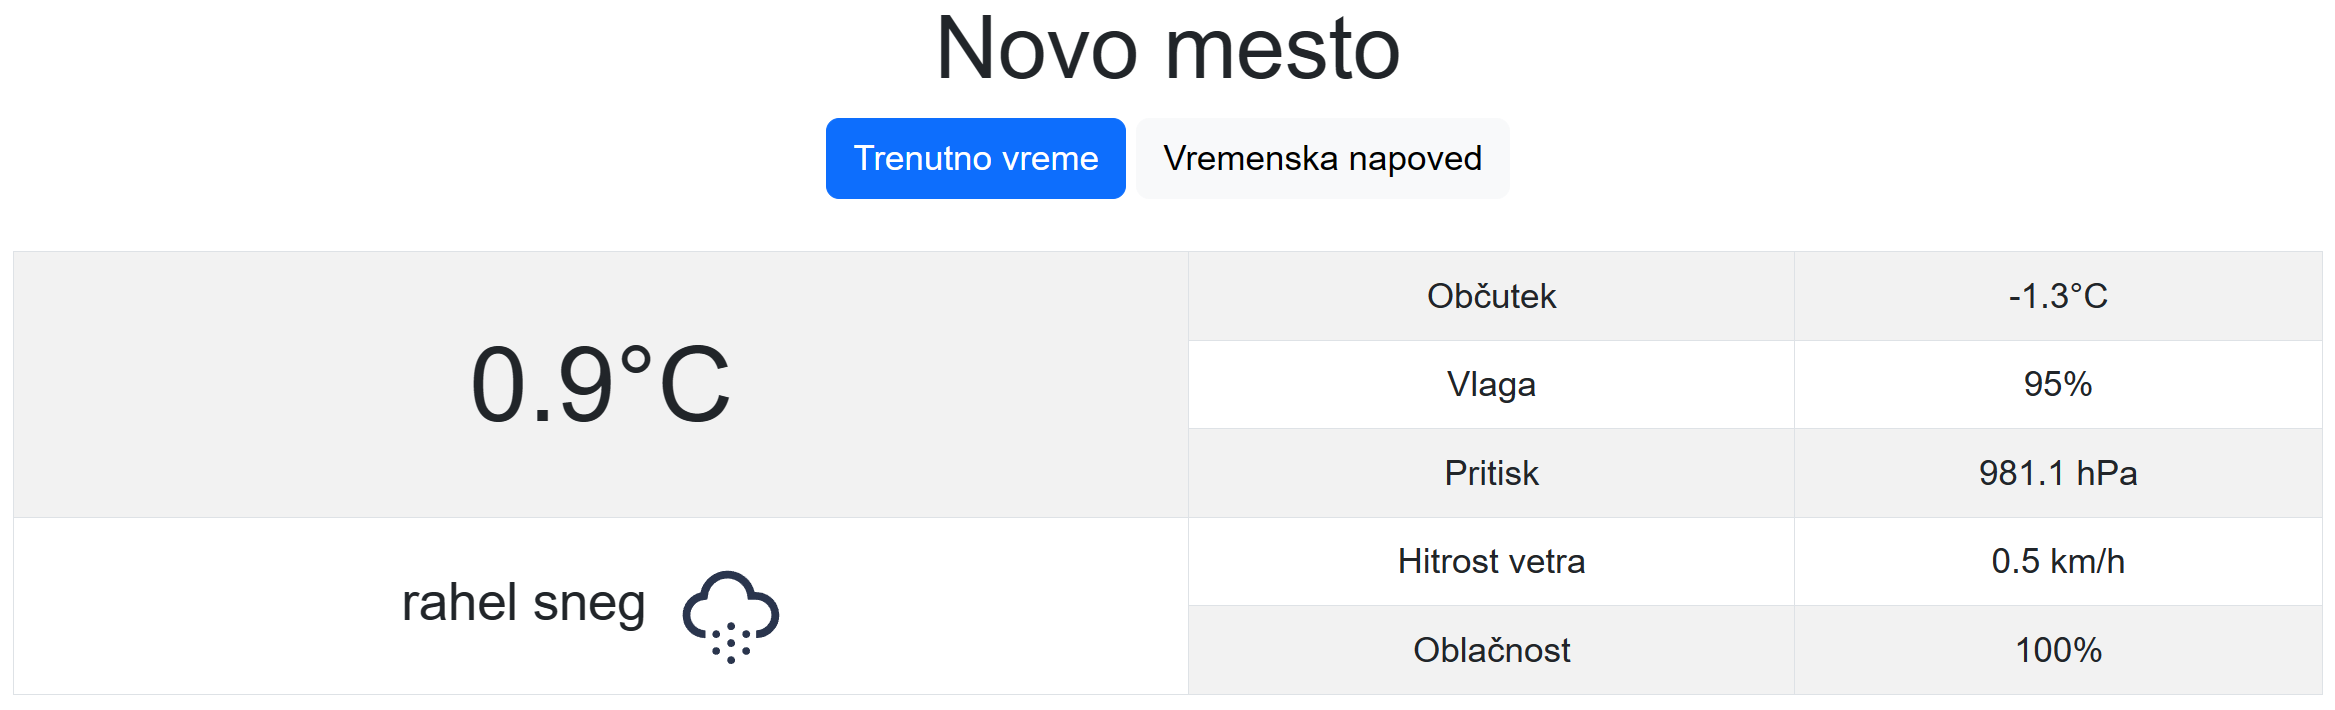 Novo mesto
Trenutno vreme Vremenska napoved
0.9°C
rahel sneg
Občutek -1.3°C
Vlaga 95%
Pritisk 981.1 hPa
Hitrost vetra 0.5 km/h
Oblačnost 100%